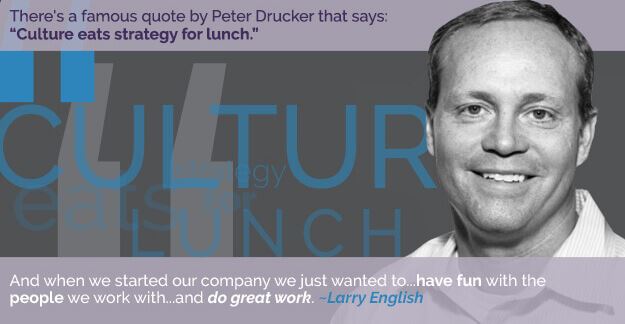 There's a famous quote by Peter Drucker that says:
“Culture eats strategy for lunch.”
CULTUR
strategy
eats for
LUNCH
And when we started our company we just wanted to...have fun with the
people we work with...and do great work. ~Larry English